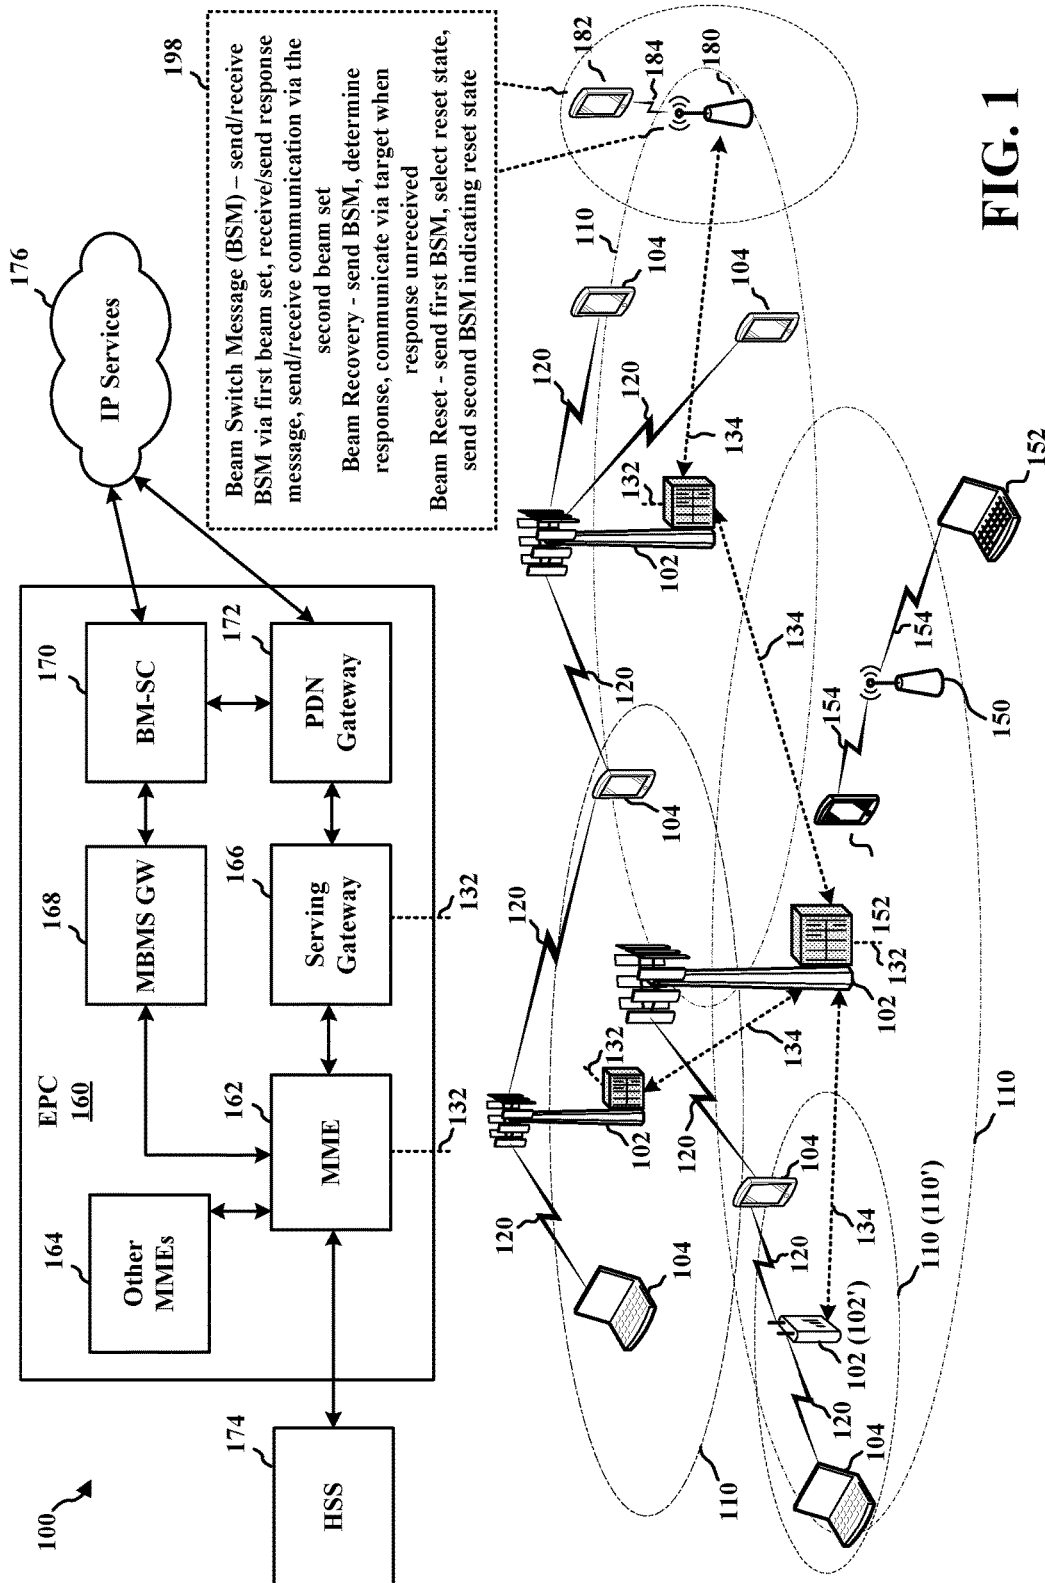 100
174
HSS
EPC
160
164
Other
MMEs
162
MME
132
168
MBMS GW
166
Serving
Gateway
132
170
BM-SC
172
PDN
Gateway
176
IP Services
198
Beam Switch Message (BSM) – send/receive
BSM via first beam set, receive/send response
message, send/receive communication via the
second beam set
Beam Recovery - send BSM, determine
response, communicate via target when
response unreceived
Beam Reset - send first BSM, select reset state,
send second BSM indicating reset state
182
184
180
110
104
104
120
120
132
102
134
120
134
104
120
132
102
134
120
104
120
110
152
132
102
154
154
150
152
104
120
134
102 (102')
120
104
110 (110')
110
FIG. 1